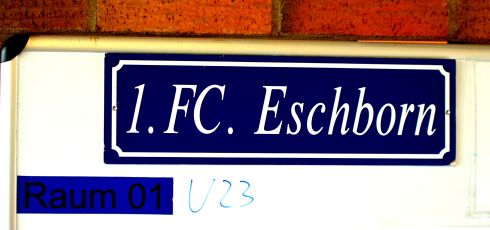 1. FC. Eschborn
Raum 01 U23